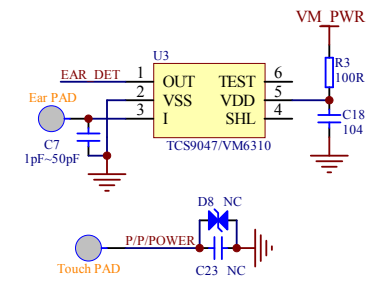 VM_PWR
U3
R3
100R
EAR_DET 1 OUT TEST 6
Ear PAD 2 VSS VDD 5
3 I SHL 4
C18
104
C7
1pF~50pF
TCS9047/VM6310
D8 NC
P/P/POWER
Touch PAD
C23 NC